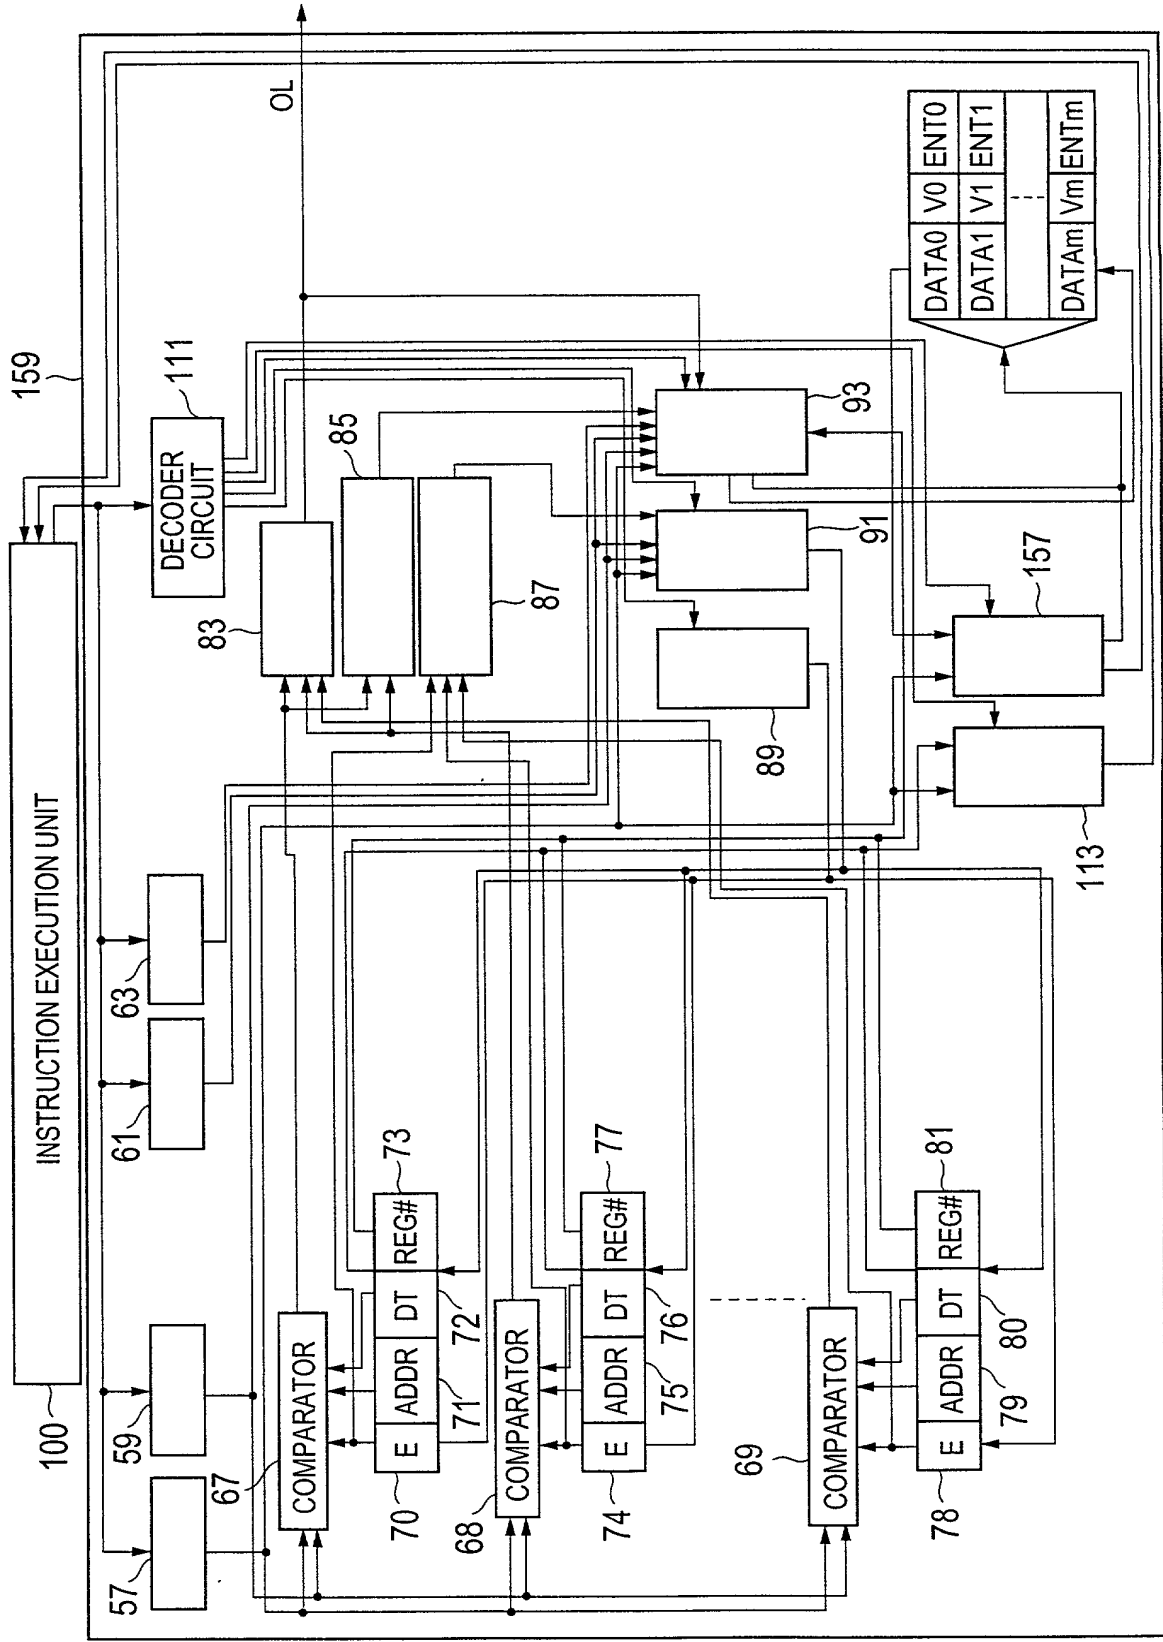 INSTRUCTION EXECUTION UNIT
100
159
OL
57
59
61
63
DECODER
CIRCUIT
111
83
85
87
89
91
93
113
157
67
COMPARATOR
E
ADDR
DT
REG#
70
71
72
73
68
COMPARATOR
E
ADDR
DT
REG#
74
75
76
77
69
COMPARATOR
E
ADDR
DT
REG#
78
79
80
81
DATA0 V0 ENT0
DATA1 V1 ENT1
DATAm Vm ENTm